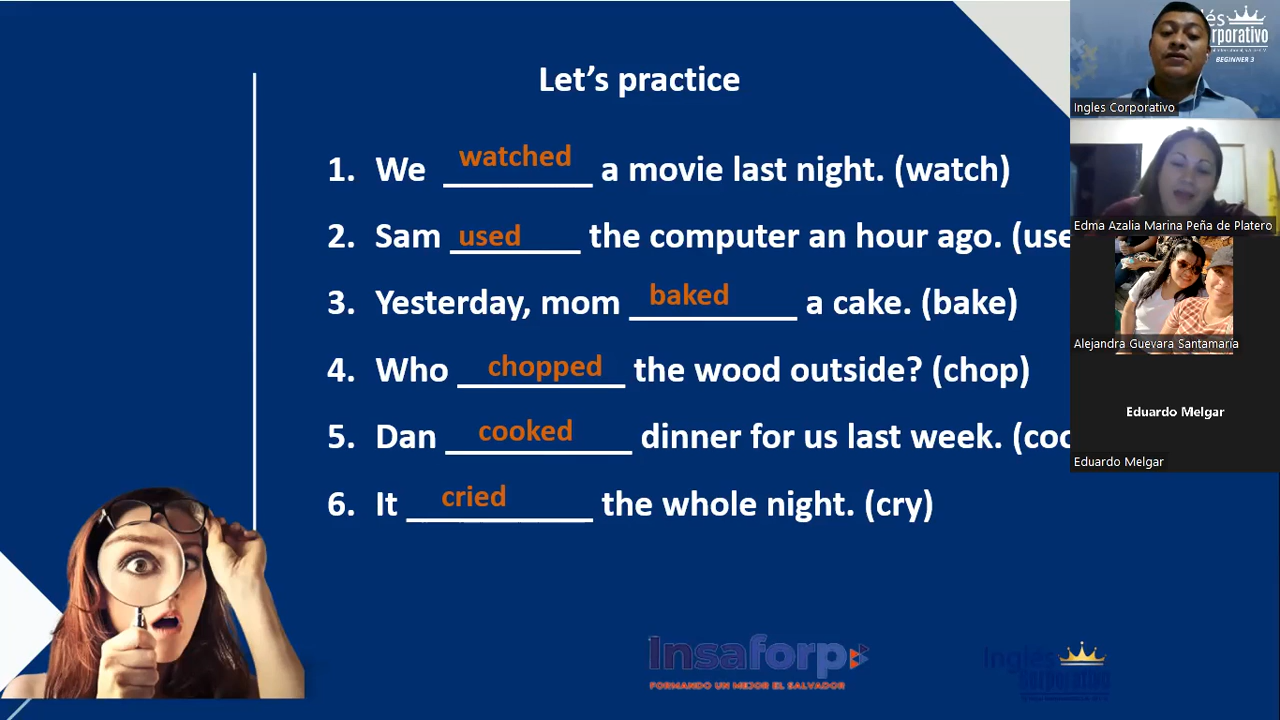 Let's practice
1. We watched a movie last night. (watch)
2. Sam used the computer an hour ago. (use
3. Yesterday, mom baked a cake. (bake)
4. Who chopped the wood outside? (chop)
5. Dan cooked dinner for us last week. (coo
6. It cried the whole night. (cry)
Insaforp
FORMANDO UN MEJOR EL SALVADOR
Inglés
Corporativo
BEGINNER 3
Ingles Corporativo
Edma Azalia Marina Peña de Platero
Alejandra Guevara Santamaría
Eduardo Melgar
Eduardo Melgar